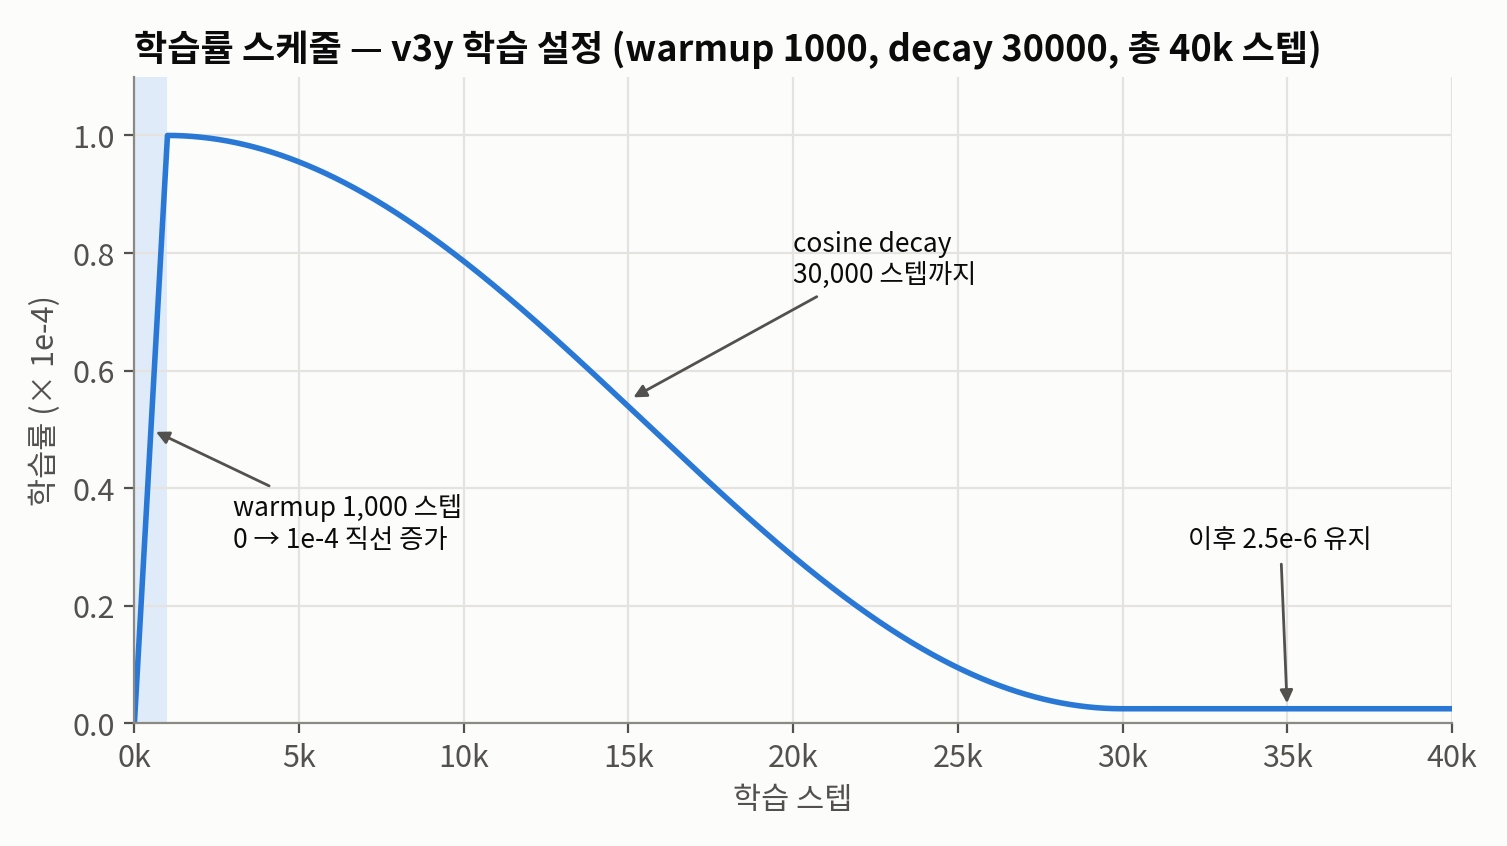 학습률 스케줄 — v3y 학습 설정 (warmup 1000, decay 30000, 총 40k 스텝)
학습률 (× 1e-4)
1.0
0.8
0.6
0.4
0.2
0.0
cosine decay
30,000 스텝까지
warmup 1,000 스텝
0 → 1e-4 직선 증가
이후 2.5e-6 유지
0k 5k 10k 15k 20k 25k 30k 35k 40k
학습 스텝